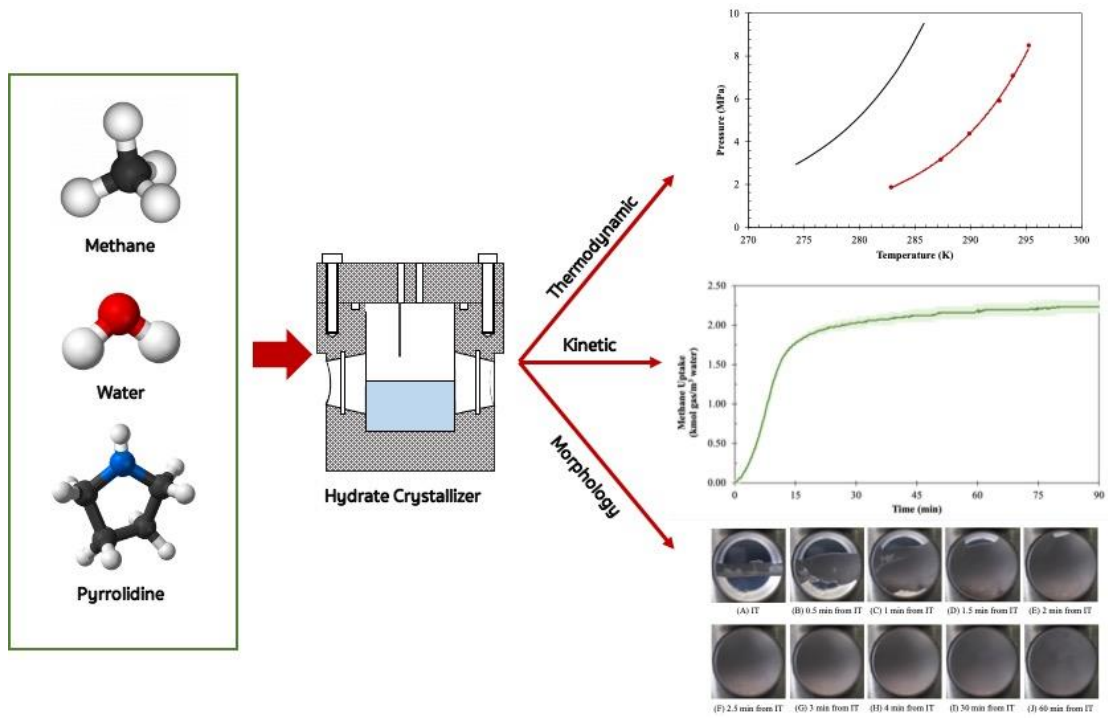 Methane
Water
Pyrrolidine
Hydrate Crystallizer
Thermodynamic
Kinetic
Morphology
Pressure (MPa)
10
8
6
4
2
0
270 275 280 285 290 295 300
Temperature (K)
Methane Uptake
(kmol gas/m³ water)
2.50
2.00
1.50
1.00
0.50
0.00
0 15 30 45 60 75 90
Time (min)
(A) IT (B) 0.5 min from IT (C) 1 min from IT (D) 1.5 min from IT (E) 2 min from IT
(F) 2.5 min from IT (G) 3 min from IT (H) 4 min from IT (I) 30 min from IT (J) 60 min from IT